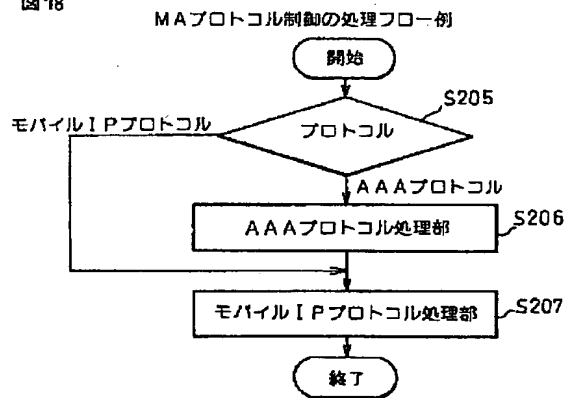 図18
MAプロトコル制御の処理フロー例
開始
S205
モバイルIPプロトコル
プロトコル
AAAプロトコル
AAAプロトコル処理部
S206
モバイルIPプロトコル処理部
S207
終了